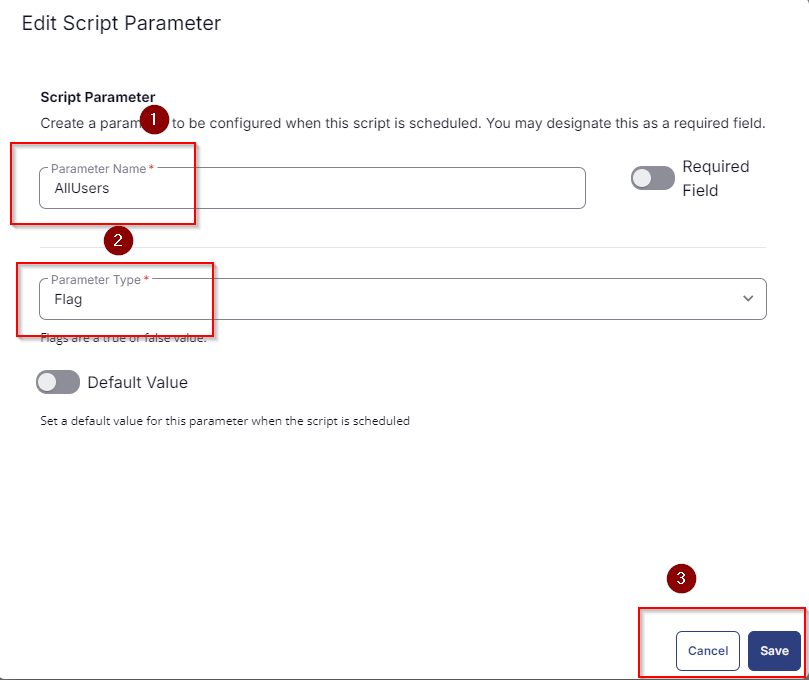 Edit Script Parameter
Script Parameter
1
Create a param to be configured when this script is scheduled. You may designate this as a required field.
Parameter Name *
AllUsers
Required
Field
2
Parameter Type *
Flag
Flags are a true or false value.
Default Value
Set a default value for this parameter when the script is scheduled
3
Cancel
Save